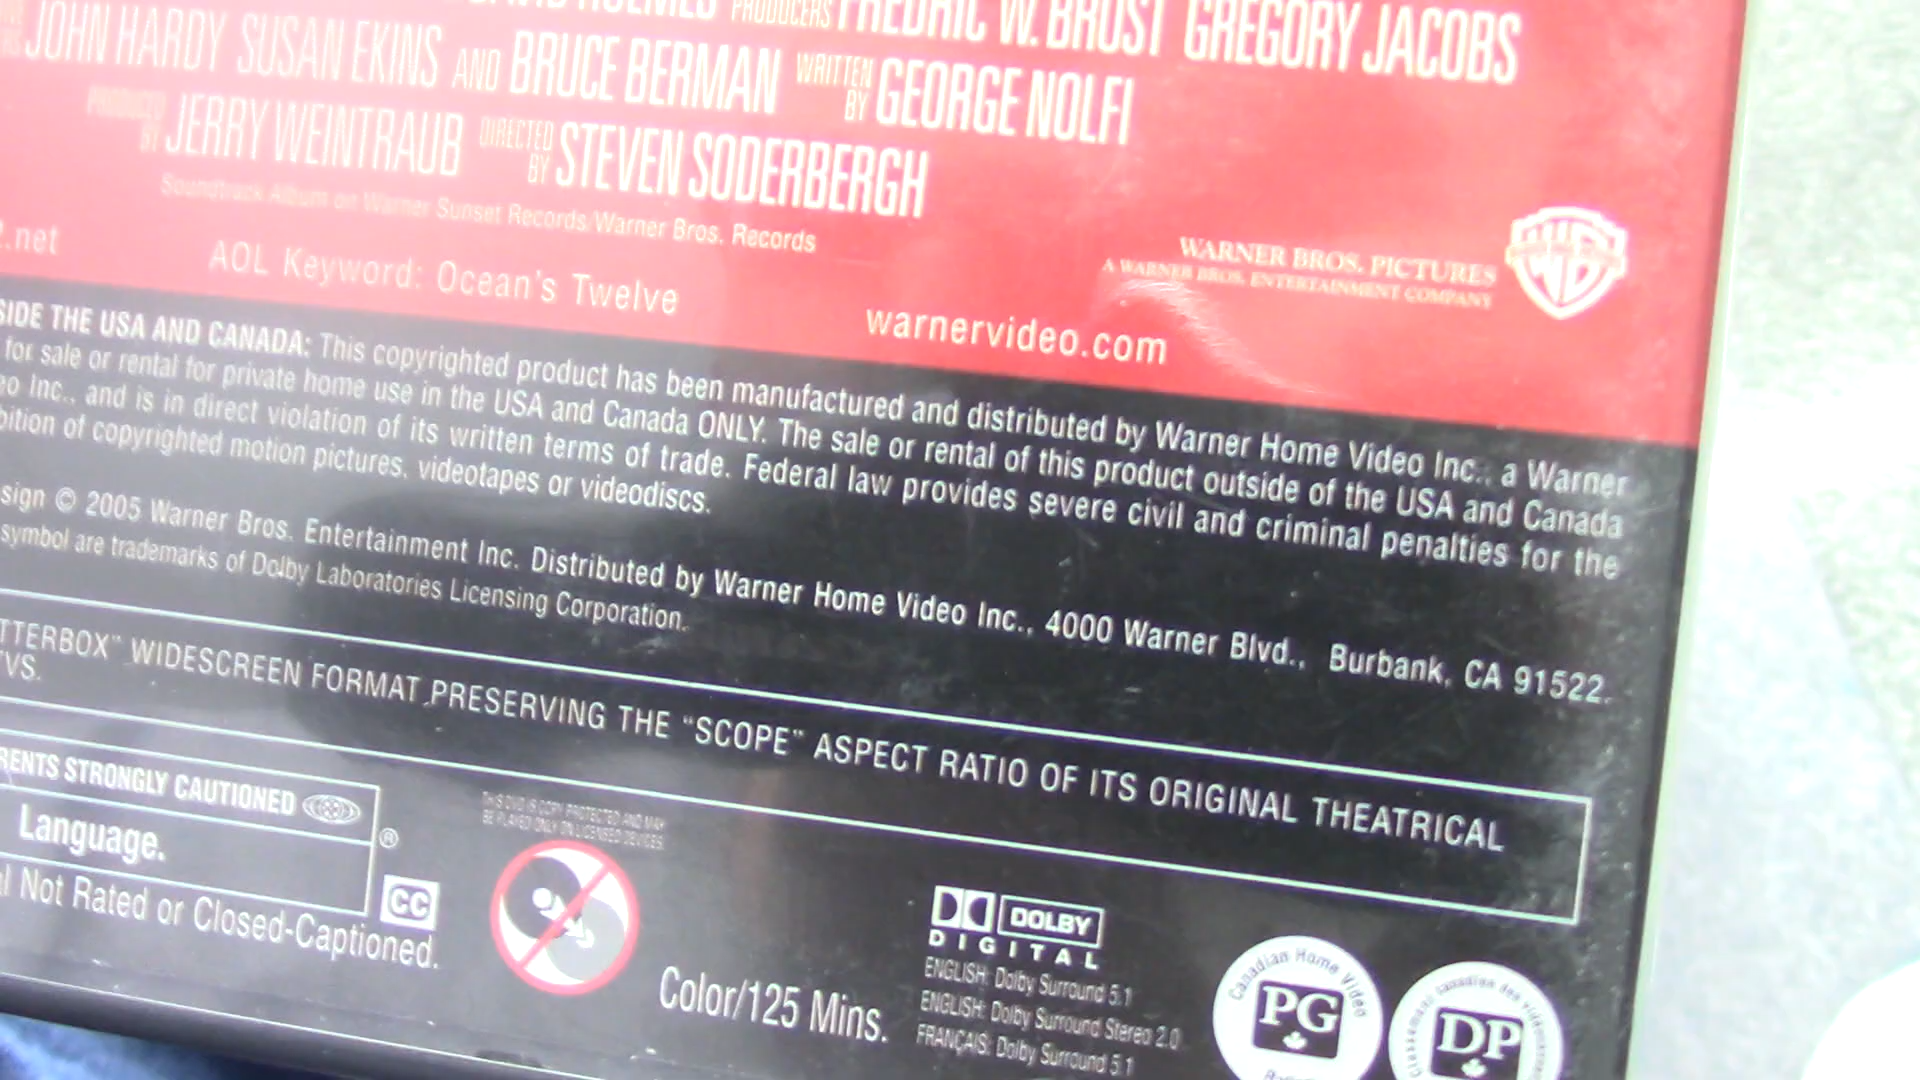 HOLMES PRODUCERS FREDRIC W. BRUST GREGORY JACOBS
JOHN HARDY SUSAN EKINS AND BRUCE BERMAN WRITTEN BY GEORGE NOLFI
PRODUCED BY JERRY WEINTRAUB DIRECTED BY STEVEN SODERBERGH
Soundtrack Album on Warner Sunset Records/Warner Bros. Records
.net AOL Keyword: Ocean's Twelve warnervideo.com
WARNER BROS. PICTURES
A WARNER BROS. ENTERTAINMENT COMPANY
SIDE THE USA AND CANADA: This copyrighted product has been manufactured and distributed by Warner Home Video Inc., a Warner
for sale or rental for private home use in the USA and Canada ONLY. The sale or rental of this product outside of the USA and Canada
eo Inc., and is in direct violation of its written terms of trade. Federal law provides severe civil and criminal penalties for the
bition of copyrighted motion pictures, videotapes or videodiscs.
sign © 2005 Warner Bros. Entertainment Inc. Distributed by Warner Home Video Inc., 4000 Warner Blvd., Burbank, CA 91522.
symbol are trademarks of Dolby Laboratories Licensing Corporation.
TTERBOX" WIDESCREEN FORMAT PRESERVING THE "SCOPE" ASPECT RATIO OF ITS ORIGINAL THEATRICAL
TVS.
RENTS STRONGLY CAUTIONED
Language.
®
l Not Rated or Closed-Captioned.
CC
THIS DVD IS COPY PROTECTED AND MAY
BE PLAYED ONLY ON LICENSED DEVICES.
Color/125 Mins.
DOLBY
DIGITAL
ENGLISH: Dolby Surround 5.1
ENGLISH: Dolby Surround Stereo 2.0
FRANÇAIS: Dolby Surround 5.1
Canadian Home Video
PG
DP